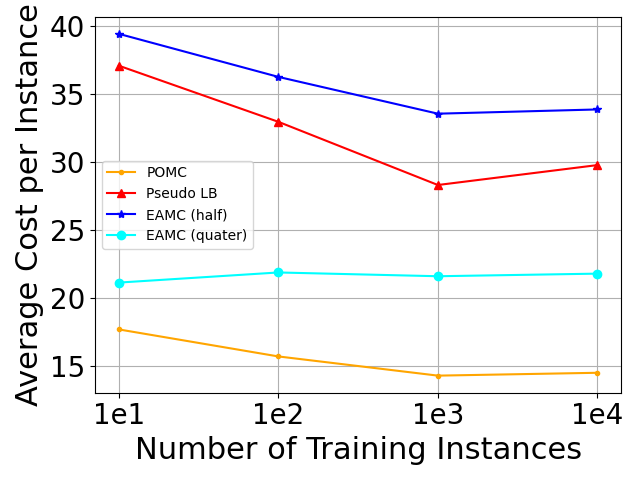 40
35
30
25
20
15
Average Cost per Instance
POMC
Pseudo LB
EAMC (half)
EAMC (quater)
1e1 1e2 1e3 1e4
Number of Training Instances